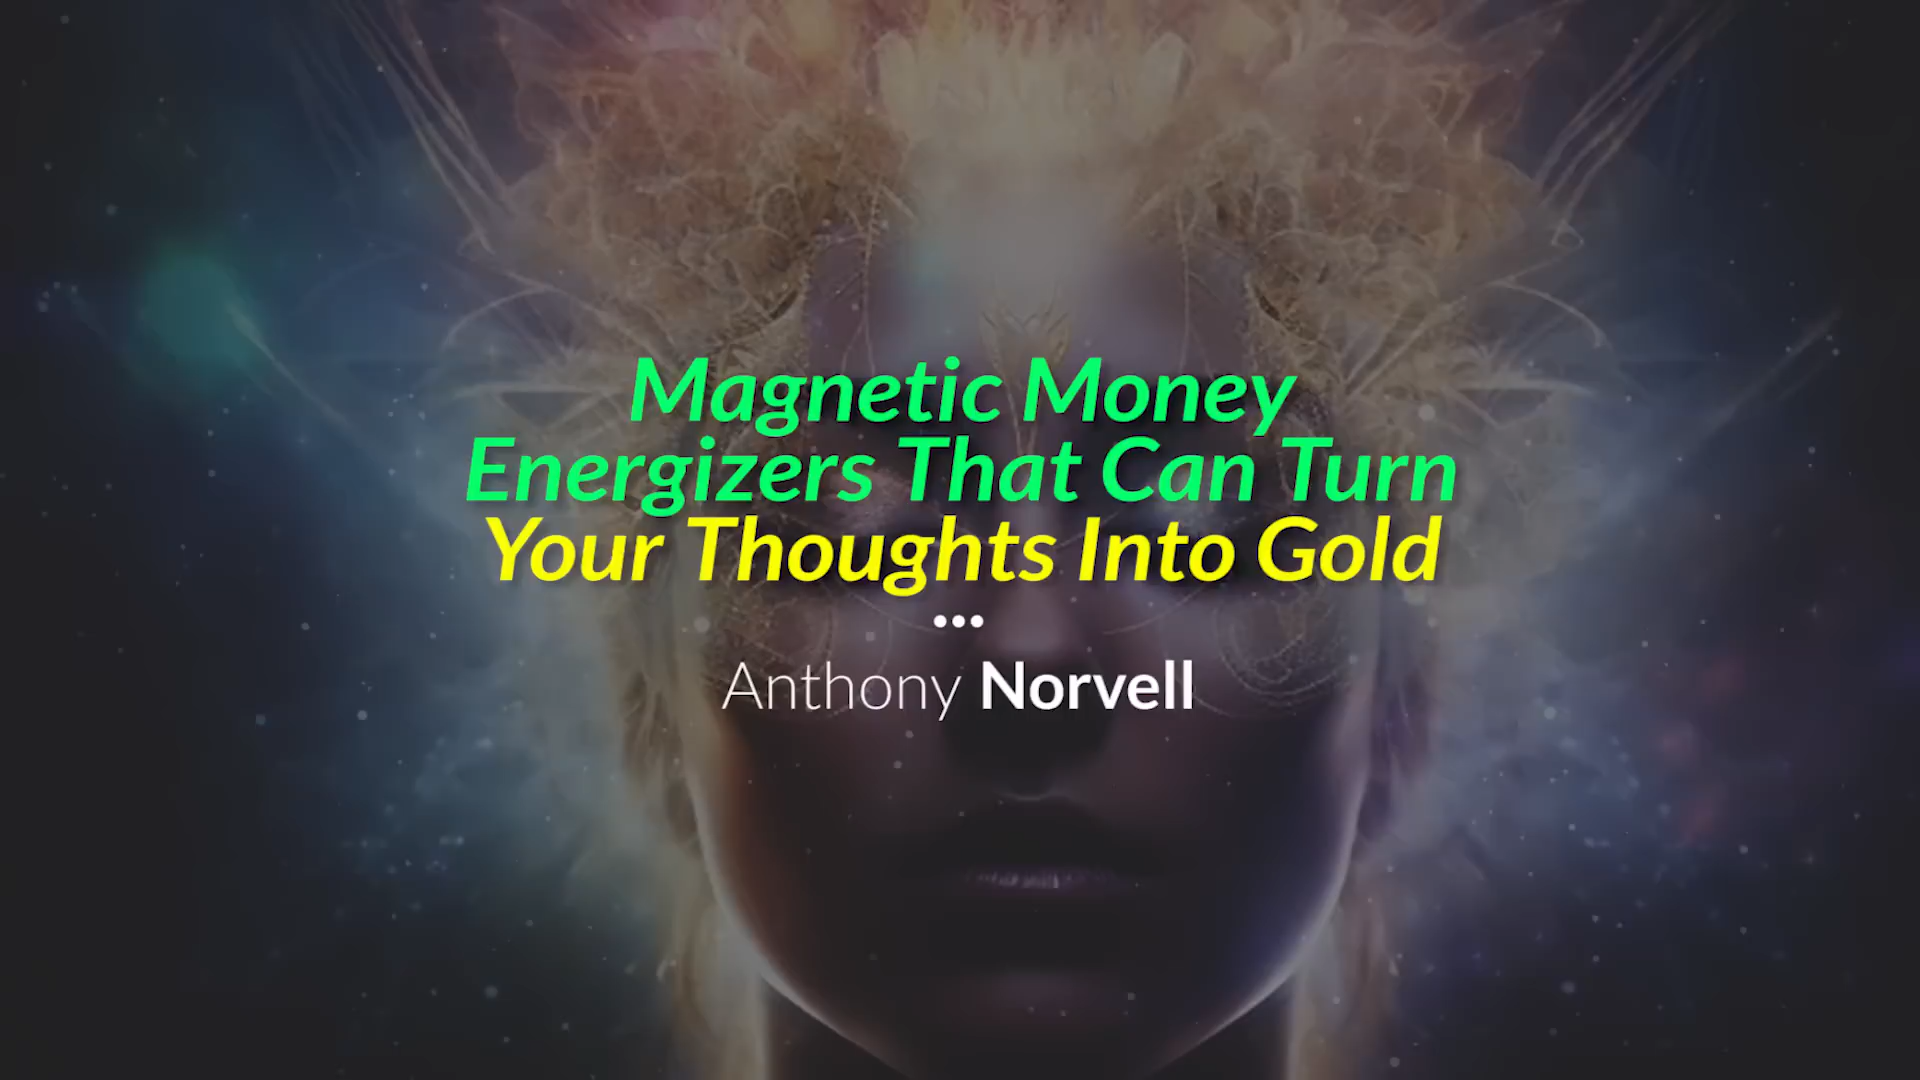 Magnetic Money
Energizers That Can Turn
Your Thoughts Into Gold
•••
Anthony Norvell